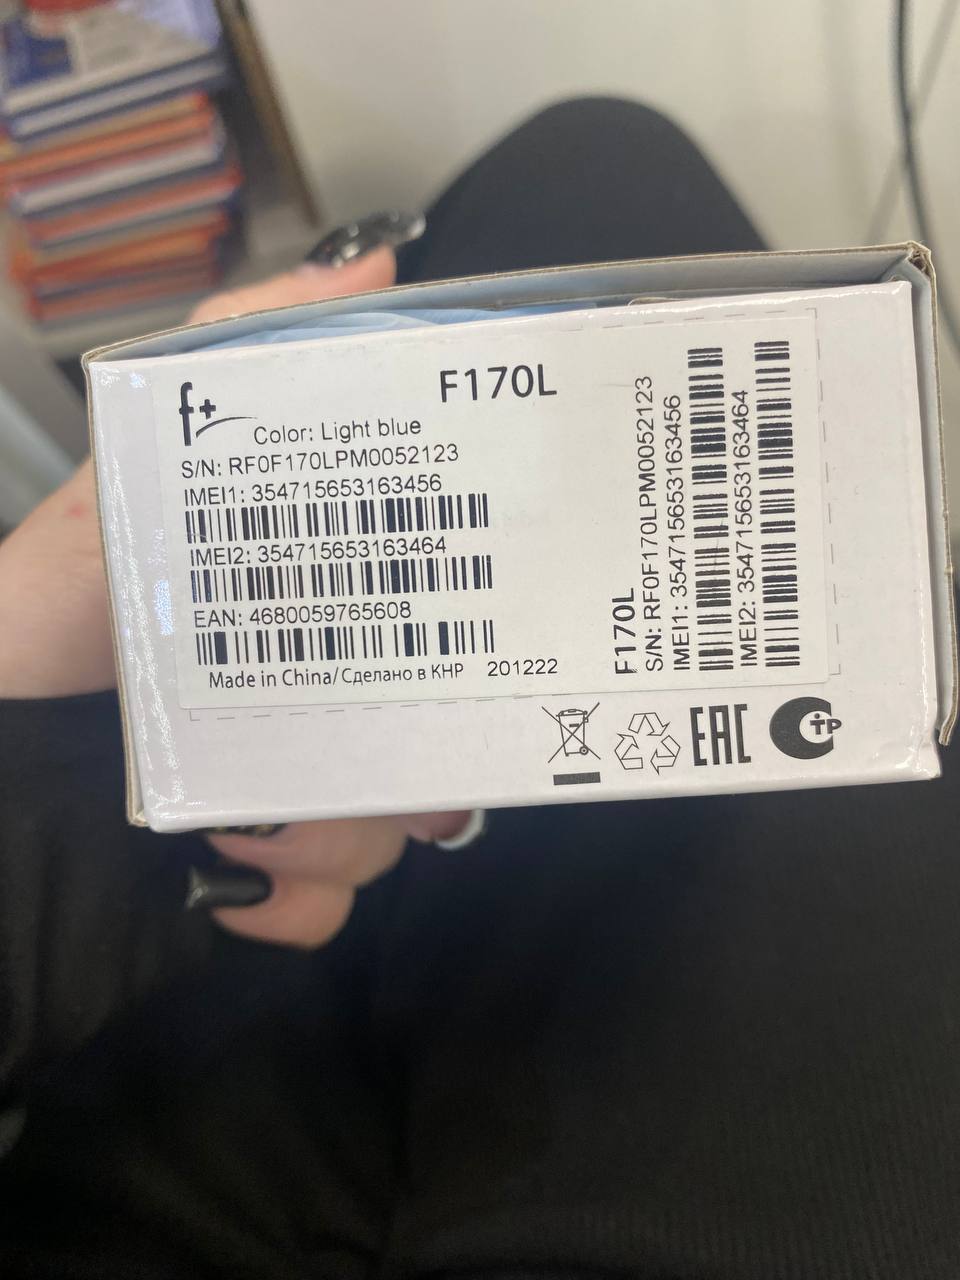 f+
F170L
Color: Light blue
S/N: RF0F170LPM0052123
IMEI1: 354715653163456
IMEI2: 354715653163464
EAN: 4680059765608
Made in China/Сделано в КНР 201222
F170L
S/N: RF0F170LPM0052123
IMEI1: 354715653163456
IMEI2: 354715653163464
EAC
СТР